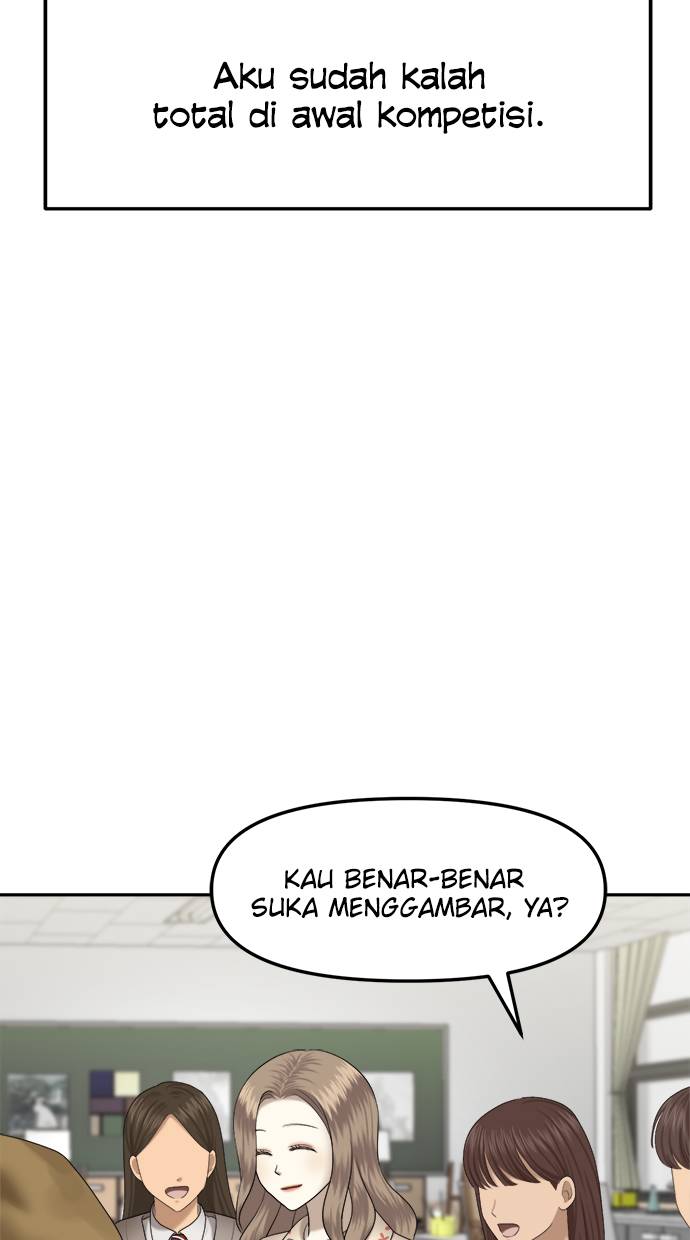 Aku sudah kalah
total di awal kompetisi.
KAU BENAR-BENAR
SUKA MENGGAMBAR, YA?